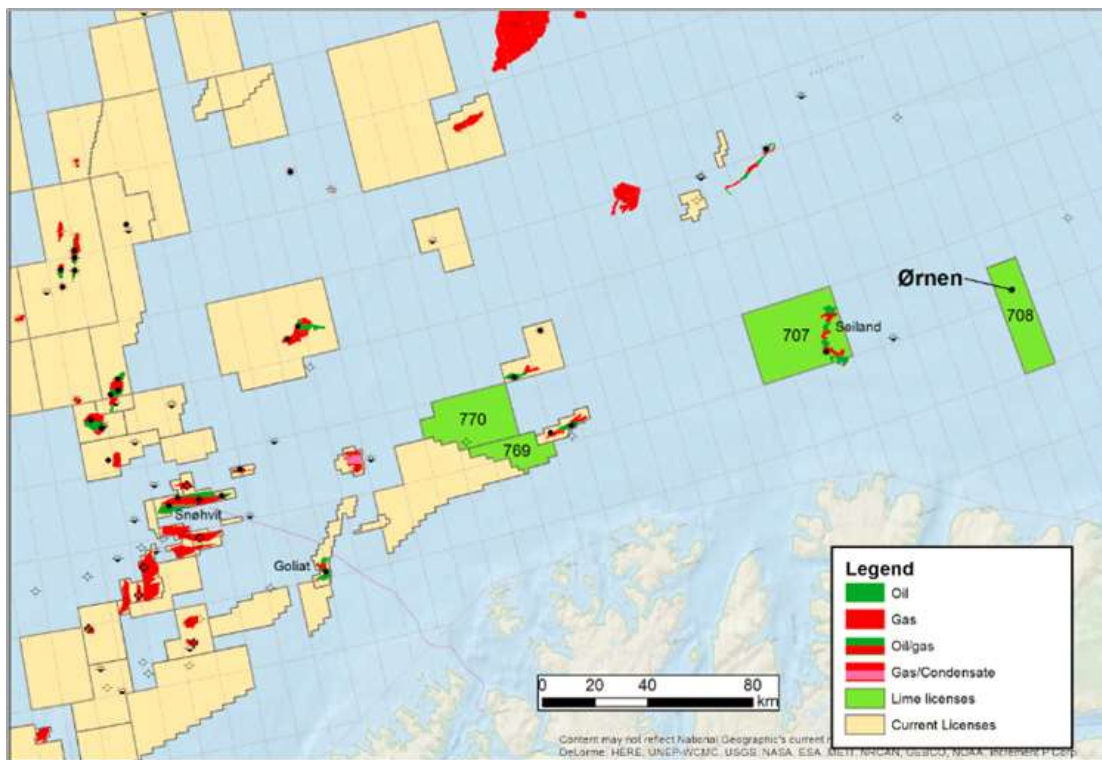 Ørnen
708
707
Seiland
770
769
Snøhvit
Goliat
Legend
Oil
Gas
Oil/gas
Gas/Condensate
Lime licenses
Current Licenses
0 20 40 80
km
Content may not reflect National Geographic's current
DeLorme, HERE, UNEP-WCMC, USGS, NASA, ESA, METI, NRCAN, GEBCO, NOAA, increment P Corp.